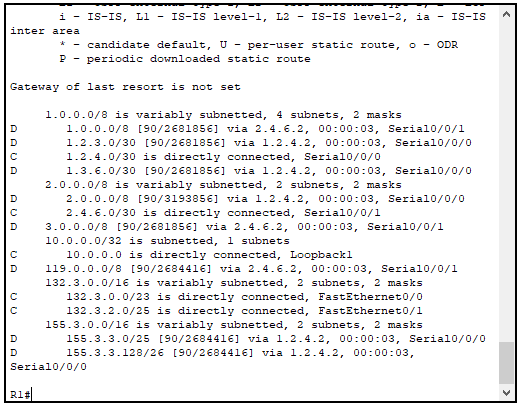 i - IS-IS, L1 - IS-IS level-1, L2 - IS-IS level-2, ia - IS-IS
inter area
* - candidate default, U - per-user static route, o - ODR
P - periodic downloaded static route
Gateway of last resort is not set
1.0.0.0/8 is variably subnetted, 4 subnets, 2 masks
D 1.0.0.0/8 [90/2681856] via 2.4.6.2, 00:00:03, Serial0/0/1
D 1.2.3.0/30 [90/2681856] via 1.2.4.2, 00:00:03, Serial0/0/0
C 1.2.4.0/30 is directly connected, Serial0/0/0
D 1.3.6.0/30 [90/2681856] via 1.2.4.2, 00:00:03, Serial0/0/0
2.0.0.0/8 is variably subnetted, 2 subnets, 2 masks
D 2.0.0.0/8 [90/3193856] via 1.2.4.2, 00:00:03, Serial0/0/0
C 2.4.6.0/30 is directly connected, Serial0/0/1
D 3.0.0.0/8 [90/2681856] via 2.4.6.2, 00:00:03, Serial0/0/1
10.0.0.0/32 is subnetted, 1 subnets
C 10.0.0.0 is directly connected, Loopback1
D 119.0.0.0/8 [90/2684416] via 2.4.6.2, 00:00:03, Serial0/0/1
132.3.0.0/16 is variably subnetted, 2 subnets, 2 masks
C 132.3.0.0/23 is directly connected, FastEthernet0/0
C 132.3.2.0/25 is directly connected, FastEthernet0/1
155.3.0.0/16 is variably subnetted, 2 subnets, 2 masks
D 155.3.3.0/25 [90/2684416] via 1.2.4.2, 00:00:03, Serial0/0/0
D 155.3.3.128/26 [90/2684416] via 1.2.4.2, 00:00:03,
Serial0/0/0
R1#